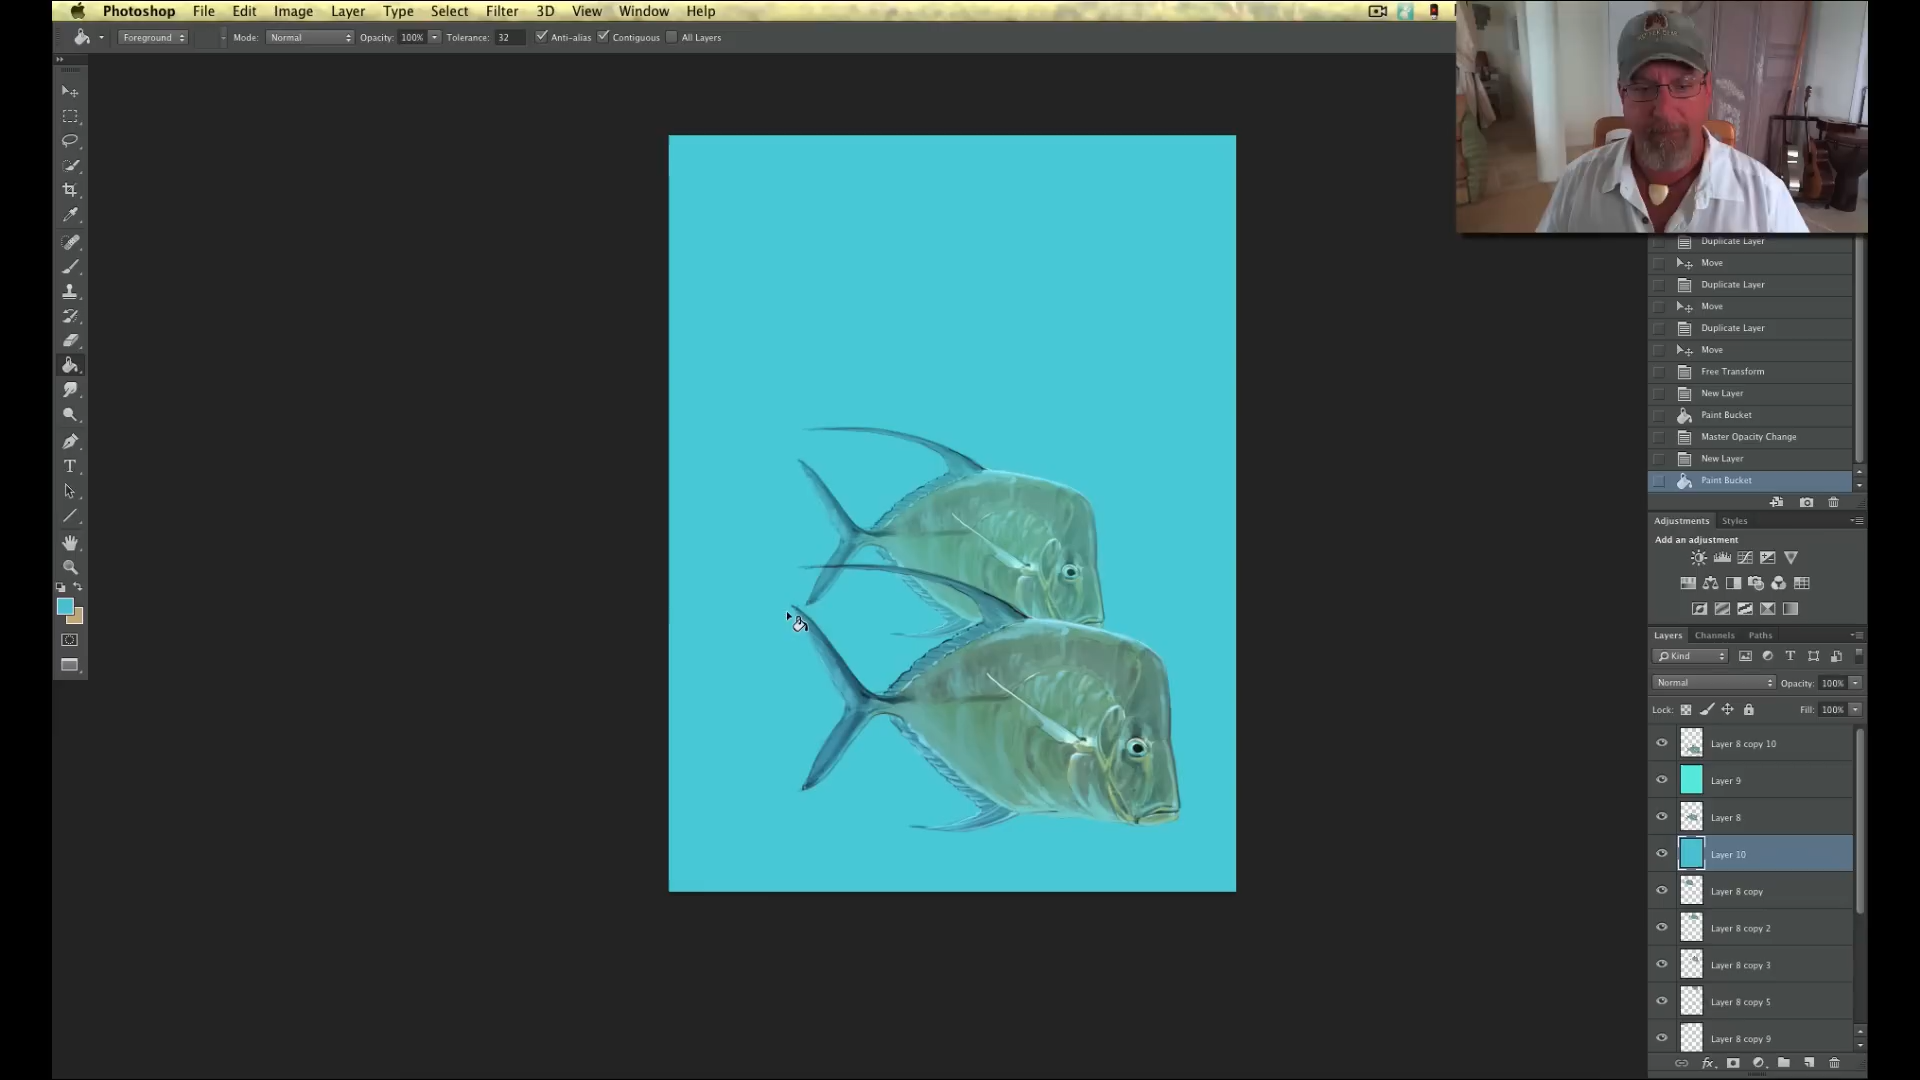 Photoshop File Edit Image Layer Type Select Filter 3D View Window Help
Foreground Mode: Normal Opacity: 100% Tolerance: 32 Anti-alias Contiguous All Layers
Duplicate Layer
Move
Duplicate Layer
Move
Duplicate Layer
Move
Free Transform
New Layer
Paint Bucket
Master Opacity Change
New Layer
Paint Bucket
Adjustments Styles
Add an adjustment
Layers Channels Paths
Kind
Normal Opacity: 100%
Lock: Fill: 100%
Layer 8 copy 10
Layer 9
Layer 8
Layer 10
Layer 8 copy
Layer 8 copy 2
Layer 8 copy 3
Layer 8 copy 5
Layer 8 copy 9